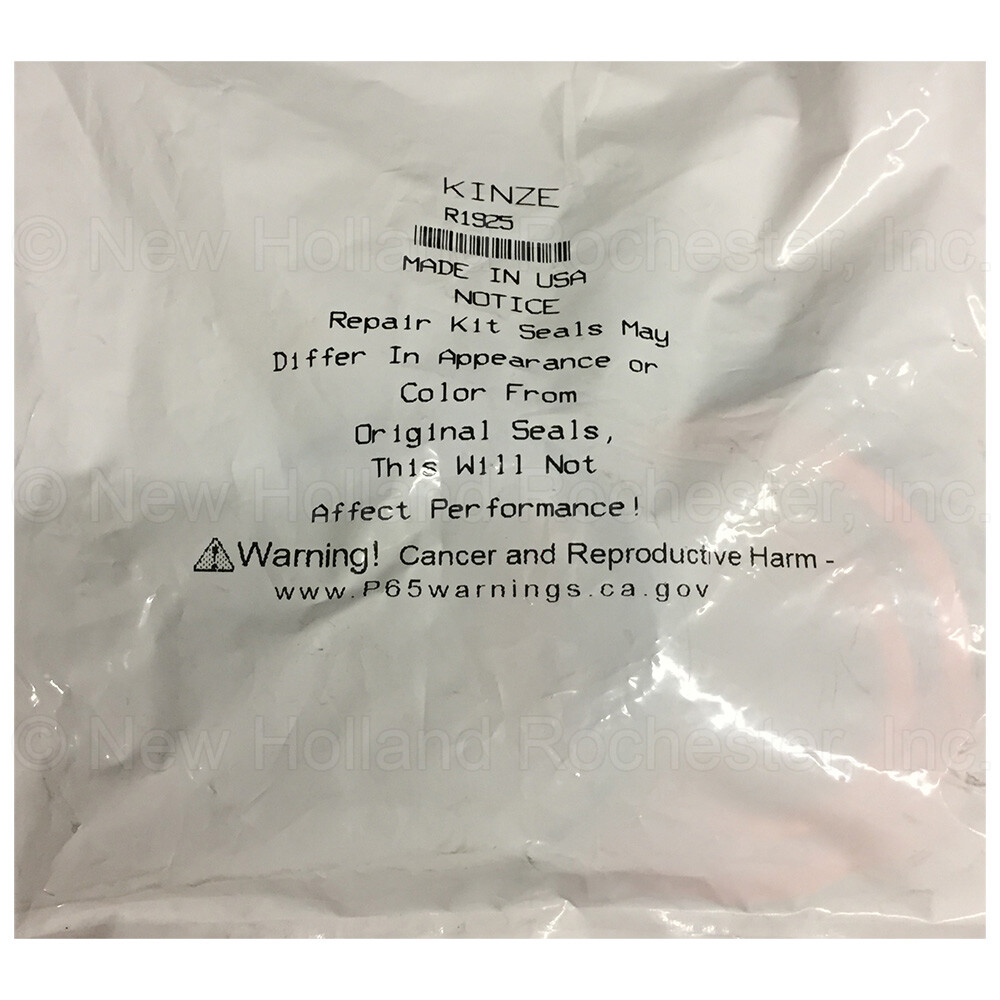 KINZE
R1925
MADE IN USA
NOTICE
Repair Kit Seals May
Differ In Appearance or
Color From
Original Seals,
This Will Not
Affect Performance!
Warning! Cancer and Reproductive Harm -
www.P65warnings.ca.gov
© New Holland Rochester, Inc.
© New Holland Rochester, Inc.
© New Holland Rochester, Inc.